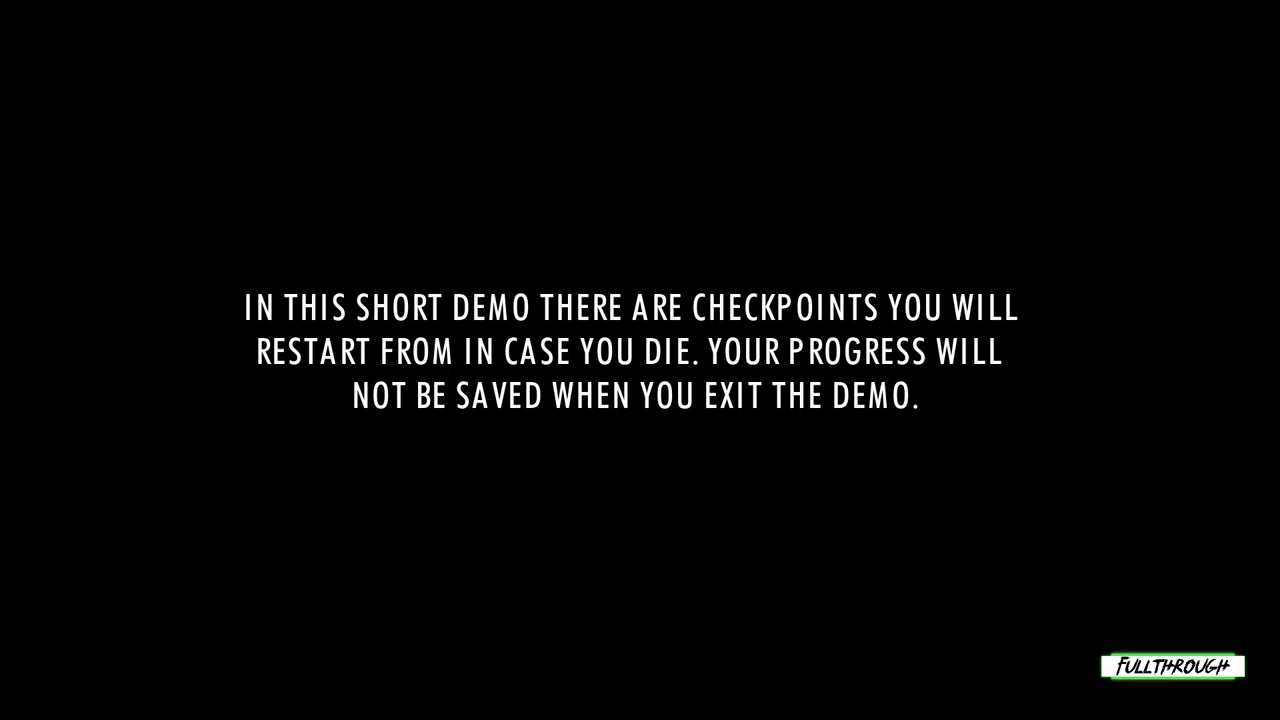 IN THIS SHORT DEMO THERE ARE CHECKPOINTS YOU WILL
RESTART FROM IN CASE YOU DIE. YOUR PROGRESS WILL
NOT BE SAVED WHEN YOU EXIT THE DEMO.
FULLTHROUGH